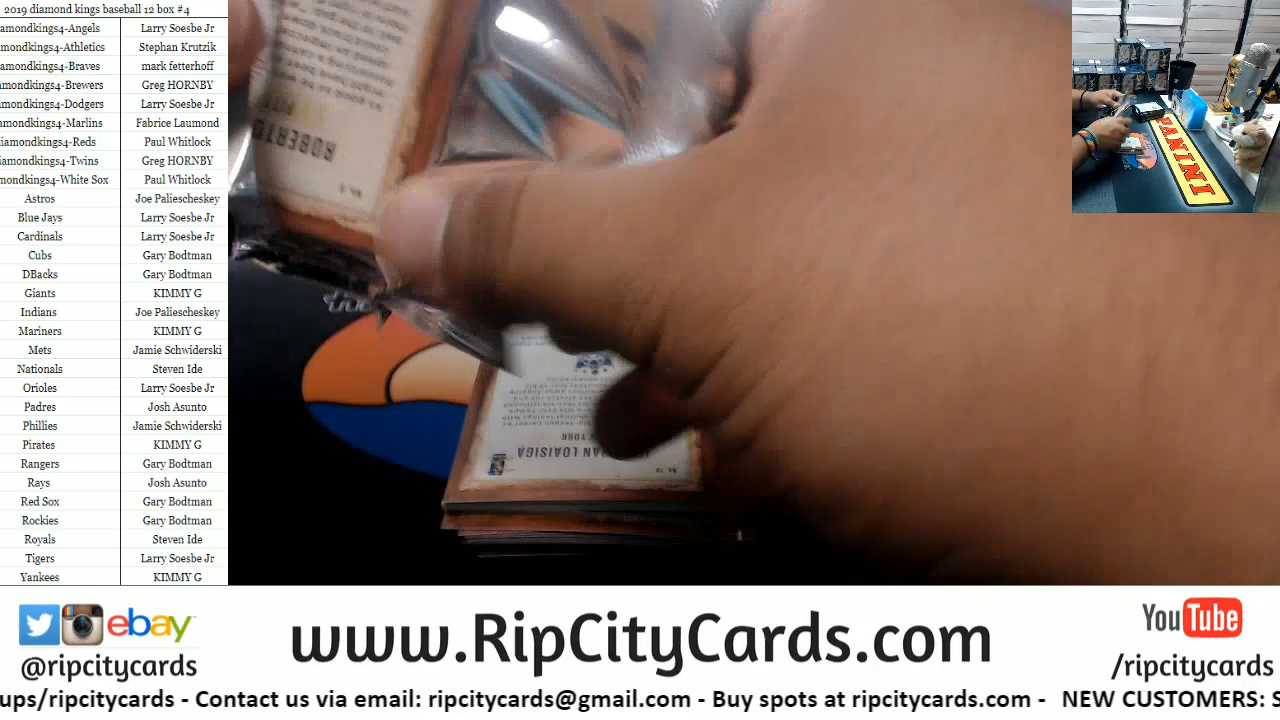 2019 diamond kings baseball 12 box #4
amondkings4-Angels Larry Soesbe Jr
mondkings4-Athletics Stephan Krutzik
amondkings4-Braves mark fetterhoff
mondkings4-Brewers Greg HORNBY
mondkings4-Dodgers Larry Soesbe Jr
mondkings4-Marlins Fabrice Laumond
iamondkings4-Reds Paul Whitlock
iamondkings4-Twins Greg HORNBY
mondkings4-White Sox Paul Whitlock
Astros Joe Paliescheskey
Blue Jays Larry Soesbe Jr
Cardinals Larry Soesbe Jr
Cubs Gary Bodtman
DBacks Gary Bodtman
Giants KIMMY G
Indians Joe Paliescheskey
Mariners KIMMY G
Mets Jamie Schwiderski
Nationals Steven Ide
Orioles Larry Soesbe Jr
Padres Josh Asunto
Phillies Jamie Schwiderski
Pirates KIMMY G
Rangers Gary Bodtman
Rays Josh Asunto
Red Sox Gary Bodtman
Rockies Gary Bodtman
Royals Steven Ide
Tigers Larry Soesbe Jr
Yankees KIMMY G
ROBERTO
PANINI
AN LOAISIGA
NEW YORK
ebay
@ripcitycards
www.RipCityCards.com
YouTube
/ripcitycards
ups/ripcitycards - Contact us via email: ripcitycards@gmail.com - Buy spots at ripcitycards.com - NEW CUSTOMERS: S